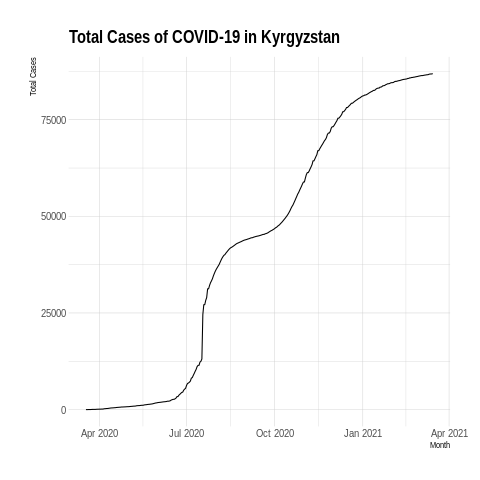 Total Cases of COVID-19 in Kyrgyzstan
Total Cases
75000
50000
25000
0
Apr 2020 Jul 2020 Oct 2020 Jan 2021 Apr 2021
Month